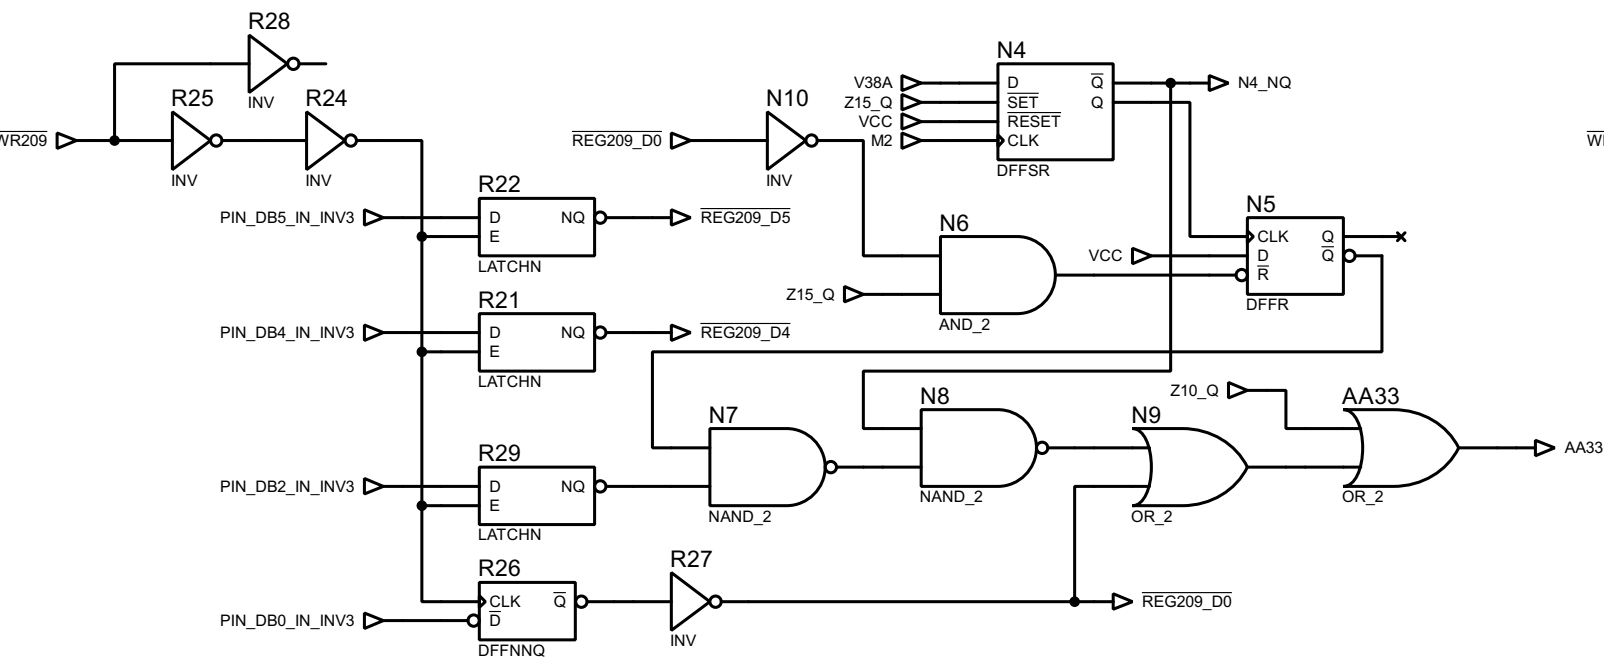 R28
INV
R25
R24
WR209
INV
INV
N10
REG209_D0
INV
N4
V38A
Z15_Q
VCC
M2
D
SET
RESET
CLK
Q
Q
DFFSR
N4_NQ
R22
PIN_DB5_IN_INV3
D
E
NQ
LATCHN
REG209_D5
N6
Z15_Q
AND_2
N5
VCC
CLK
D
R
Q
Q
DFFR
R21
PIN_DB4_IN_INV3
D
E
NQ
LATCHN
REG209_D4
N7
NAND_2
N8
NAND_2
N9
OR_2
Z10_Q
AA33
OR_2
AA33
R29
PIN_DB2_IN_INV3
D
E
NQ
LATCHN
R26
PIN_DB0_IN_INV3
CLK
D
Q
DFFNNQ
R27
INV
REG209_D0